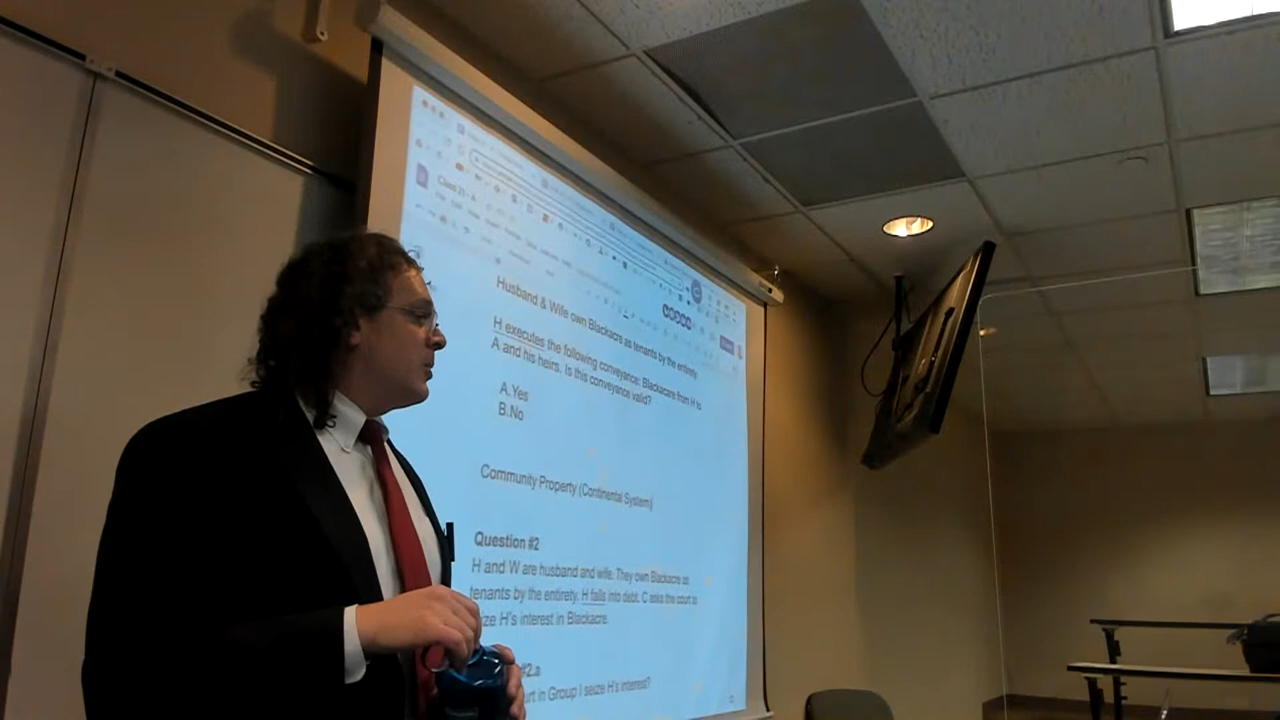 Class 21 -
Husband & Wife own Blackacre as tenants by the entirety
H executes the following conveyance: Blackacare from H to
A and his heirs. Is this conveyance valid?
A.Yes
B.No
Community Property (Continental System)
Question #2
H and W are husband and wife. They own Blackacre as
tenants by the entirety. H falls into debt. C asks the court to
H's interest in Blackacre.
#2.a
in Group I seize H's interest?